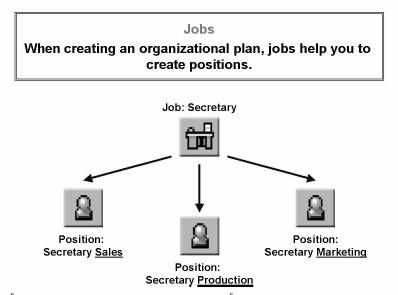 Jobs
When creating an organizational plan, jobs help you to
create positions.
Job: Secretary
Position:
Secretary Sales
Position:
Secretary Production
Position:
Secretary Marketing